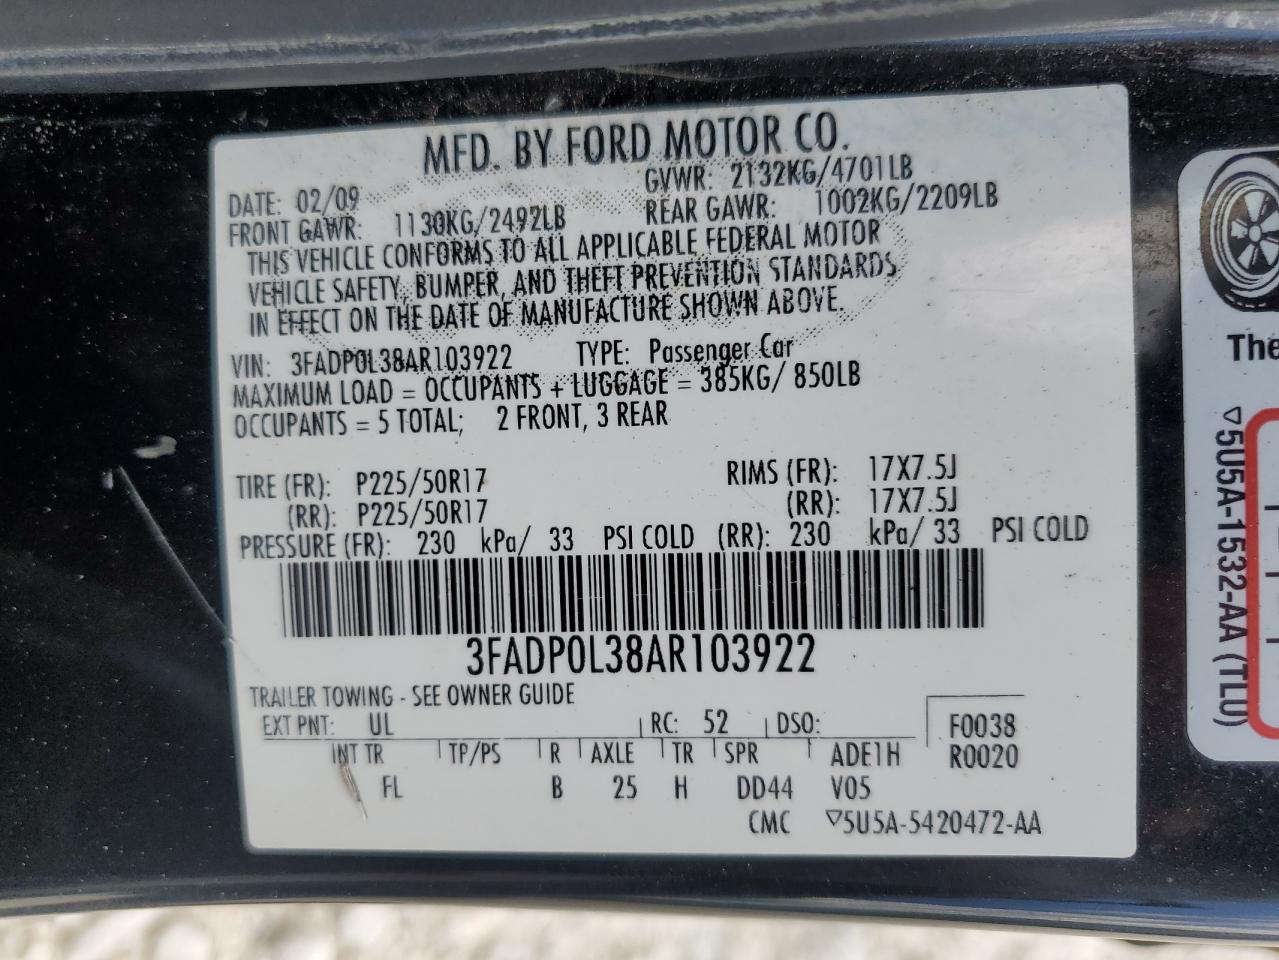 MFD. BY FORD MOTOR CO.
DATE: 02/09 GVWR: 2132KG/4701LB
FRONT GAWR: 1130KG/2492LB REAR GAWR: 1002KG/2209LB
THIS VEHICLE CONFORMS TO ALL APPLICABLE FEDERAL MOTOR
VEHICLE SAFETY, BUMPER, AND THEFT PREVENTION STANDARDS
IN EFFECT ON THE DATE OF MANUFACTURE SHOWN ABOVE.
VIN: 3FADP0L38AR103922 TYPE: Passenger Car
MAXIMUM LOAD = OCCUPANTS + LUGGAGE = 385KG/ 850LB
OCCUPANTS = 5 TOTAL; 2 FRONT, 3 REAR
TIRE (FR): P225/50R17 RIMS (FR): 17X7.5J
(RR): P225/50R17 (RR): 17X7.5J
PRESSURE (FR): 230 kPa/ 33 PSI COLD (RR): 230 kPa/ 33 PSI COLD
3FADP0L38AR103922
TRAILER TOWING - SEE OWNER GUIDE
EXT PNT: UL RC: 52 DSO: F0038
INT TR TP/PS R AXLE TR SPR ADE1H R0020
FL B 25 H DD44 V05
CMC ▽5U5A-5420472-AA
The
▽5U5A-1532-AA (TLU)